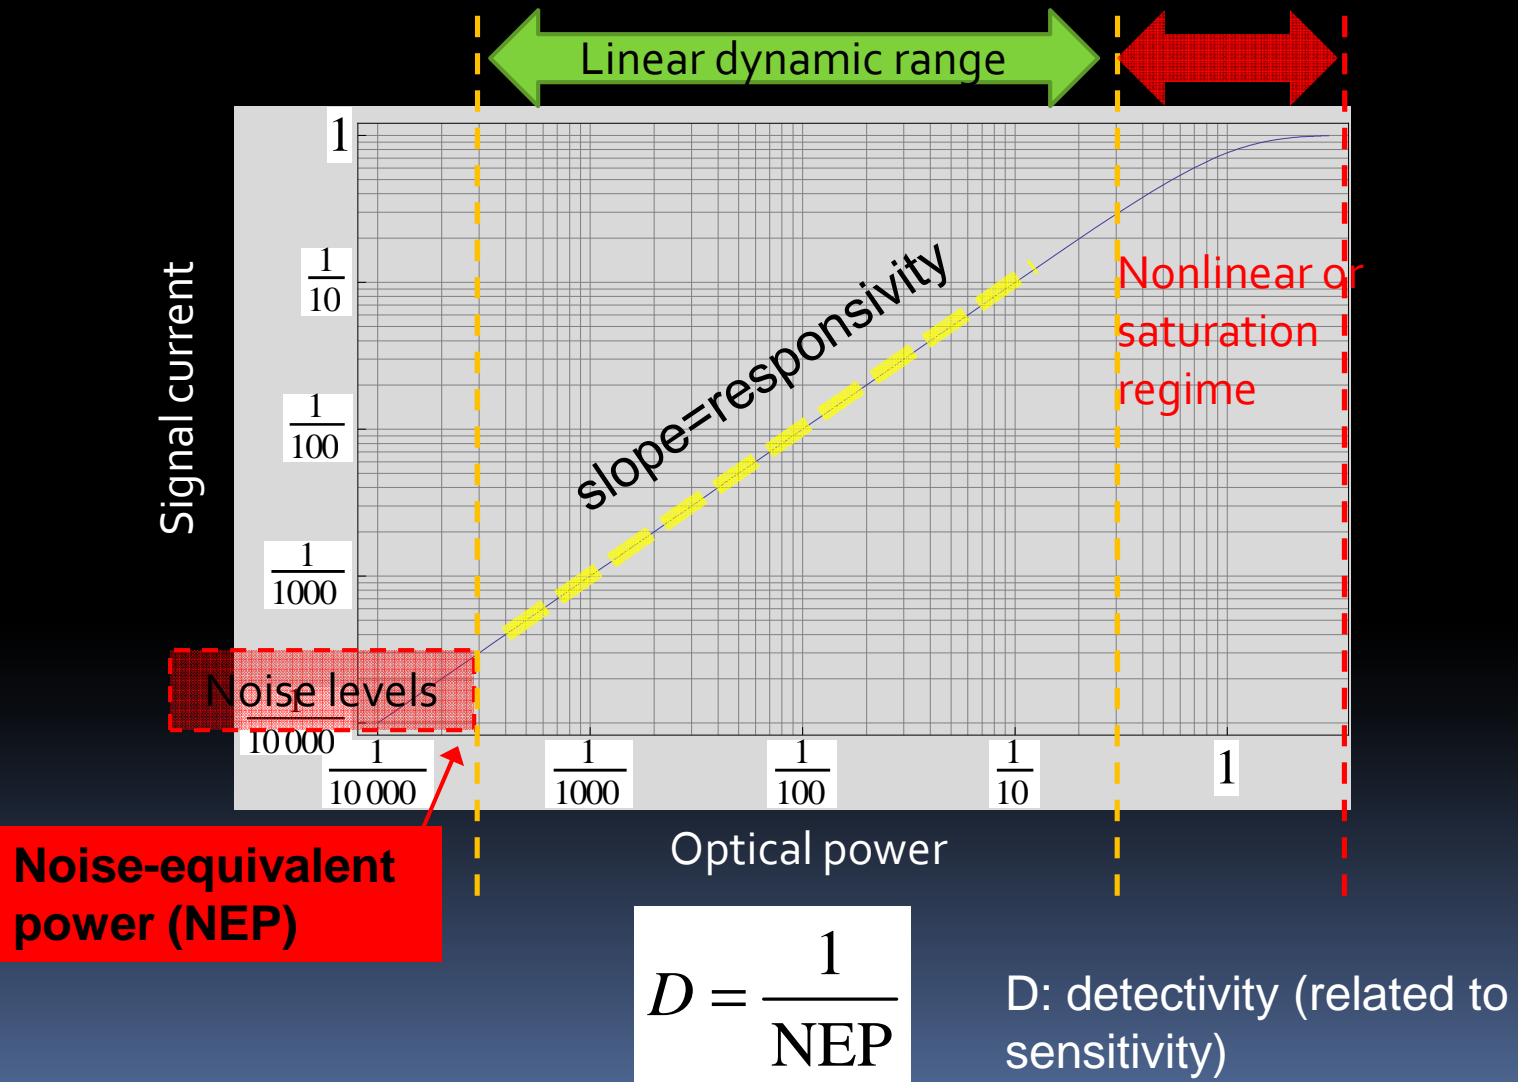 Linear dynamic range
1
1
10
1
100
1
1000
1
10 000
Signal current
slope=responsivity
Nonlinear or
saturation
regime
Noise levels
1
10 000
1
1000
1
100
1
10
1
Optical power
Noise-equivalent
power (NEP)
D = 1
NEP
D: detectivity (related to
sensitivity)